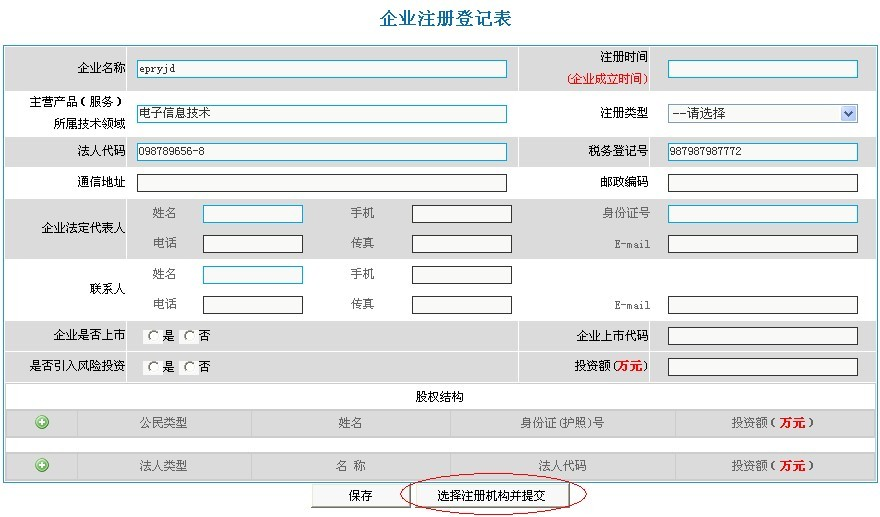 企业注册登记表
企业名称 epryjd 注册时间
(企业成立时间)
主营产品(服务)
所属技术领域 电子信息技术 注册类型 --请选择
法人代码 098789656-8 税务登记号 987987987772
通信地址 邮政编码
企业法定代表人 姓名 手机 身份证号
电话 传真 E-mail
联系人 姓名 手机
电话 传真 E-mail
企业是否上市 是 否 企业上市代码
是否引入风险投资 是 否 投资额(万元)
股权结构
公民类型 姓名 身份证(护照)号 投资额(万元)
法人类型 名 称 法人代码 投资额(万元)
保存 选择注册机构并提交